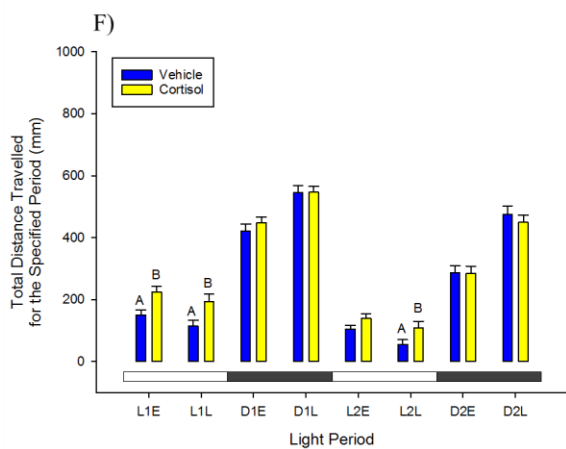 F)
1000
800
600
400
200
0
Total Distance Travelled
for the Specified Period (mm)
Vehicle
Cortisol
A
B
A
B
A
B
L1E
L1L
D1E
D1L
L2E
L2L
D2E
D2L
Light Period